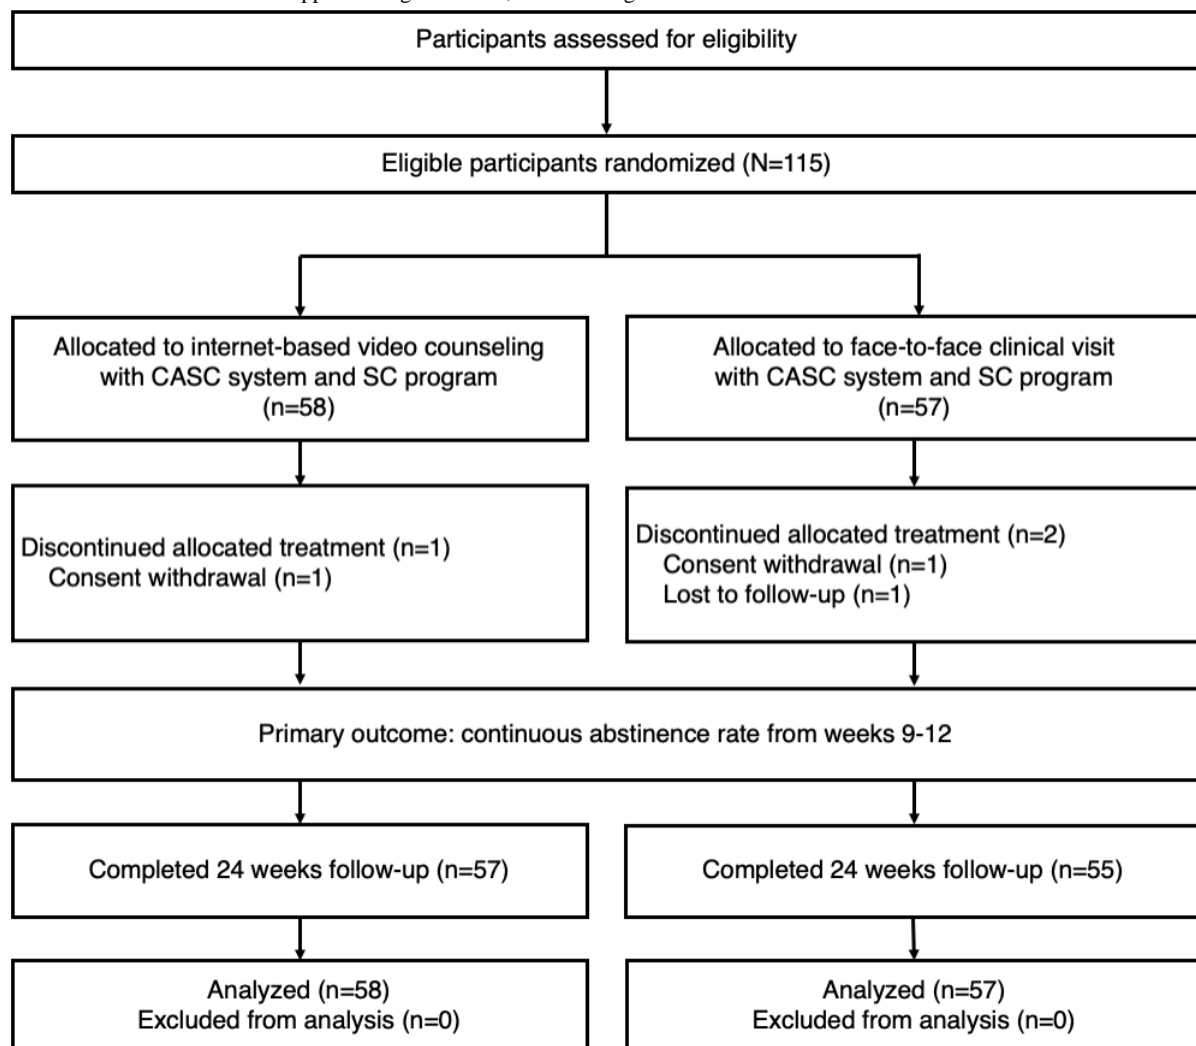 Participants assessed for eligibility
Eligible participants randomized (N=115)
Allocated to internet-based video counseling
with CASC system and SC program
(n=58)
Allocated to face-to-face clinical visit
with CASC system and SC program
(n=57)
Discontinued allocated treatment (n=1)
Consent withdrawal (n=1)
Discontinued allocated treatment (n=2)
Consent withdrawal (n=1)
Lost to follow-up (n=1)
Primary outcome: continuous abstinence rate from weeks 9-12
Completed 24 weeks follow-up (n=57)
Completed 24 weeks follow-up (n=55)
Analyzed (n=58)
Excluded from analysis (n=0)
Analyzed (n=57)
Excluded from analysis (n=0)